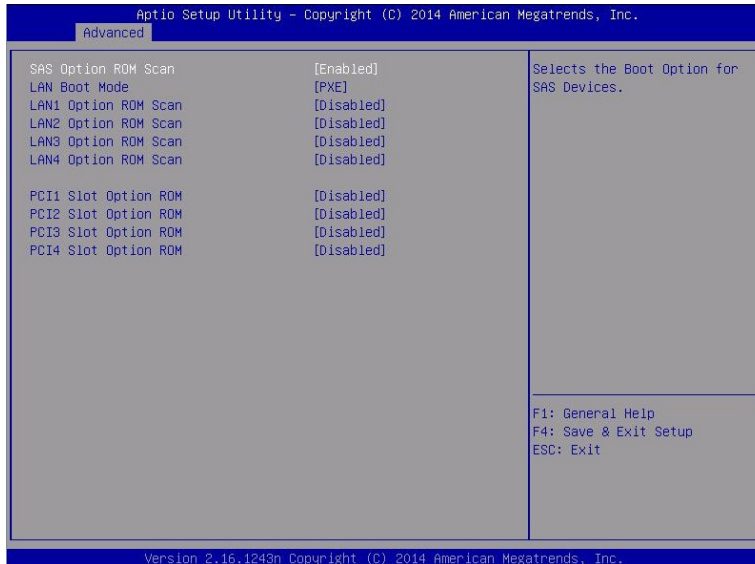 Aptio Setup Utility – Copyright (C) 2014 American Megatrends, Inc.
Advanced
SAS Option ROM Scan [Enabled]
LAN Boot Mode [PXE]
LAN1 Option ROM Scan [Disabled]
LAN2 Option ROM Scan [Disabled]
LAN3 Option ROM Scan [Disabled]
LAN4 Option ROM Scan [Disabled]
PCI1 Slot Option ROM [Disabled]
PCI2 Slot Option ROM [Disabled]
PCI3 Slot Option ROM [Disabled]
PCI4 Slot Option ROM [Disabled]
Selects the Boot Option for
SAS Devices.
F1: General Help
F4: Save & Exit Setup
ESC: Exit
Version 2.16.1243n Copyright (C) 2014 American Megatrends, Inc.